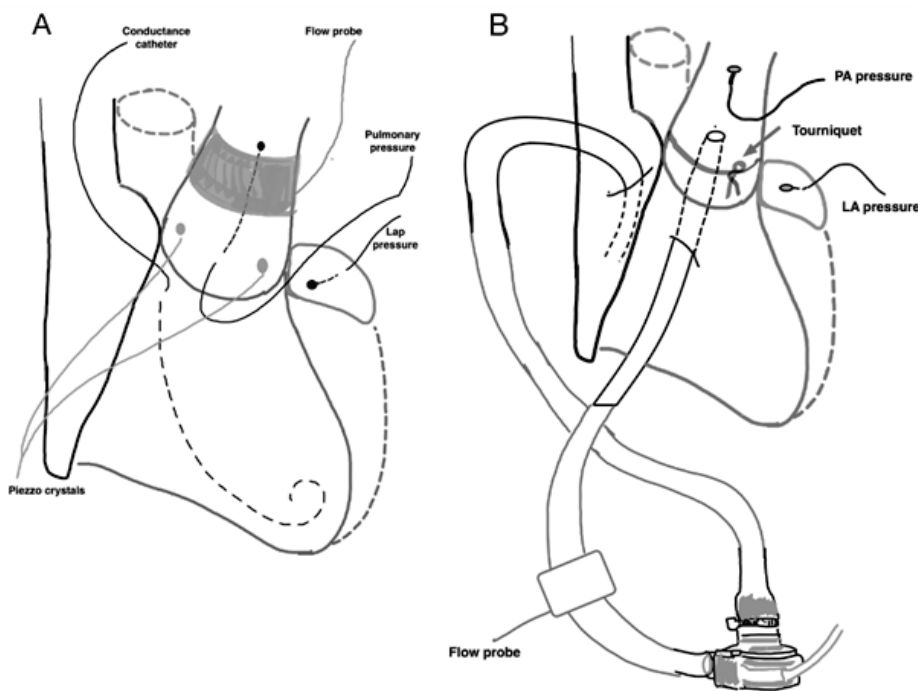 A
Conductance
catheter
Flow probe
Pulmonary
pressure
Lap
pressure
Piezzo crystals
B
PA pressure
Tourniquet
LA pressure
Flow probe